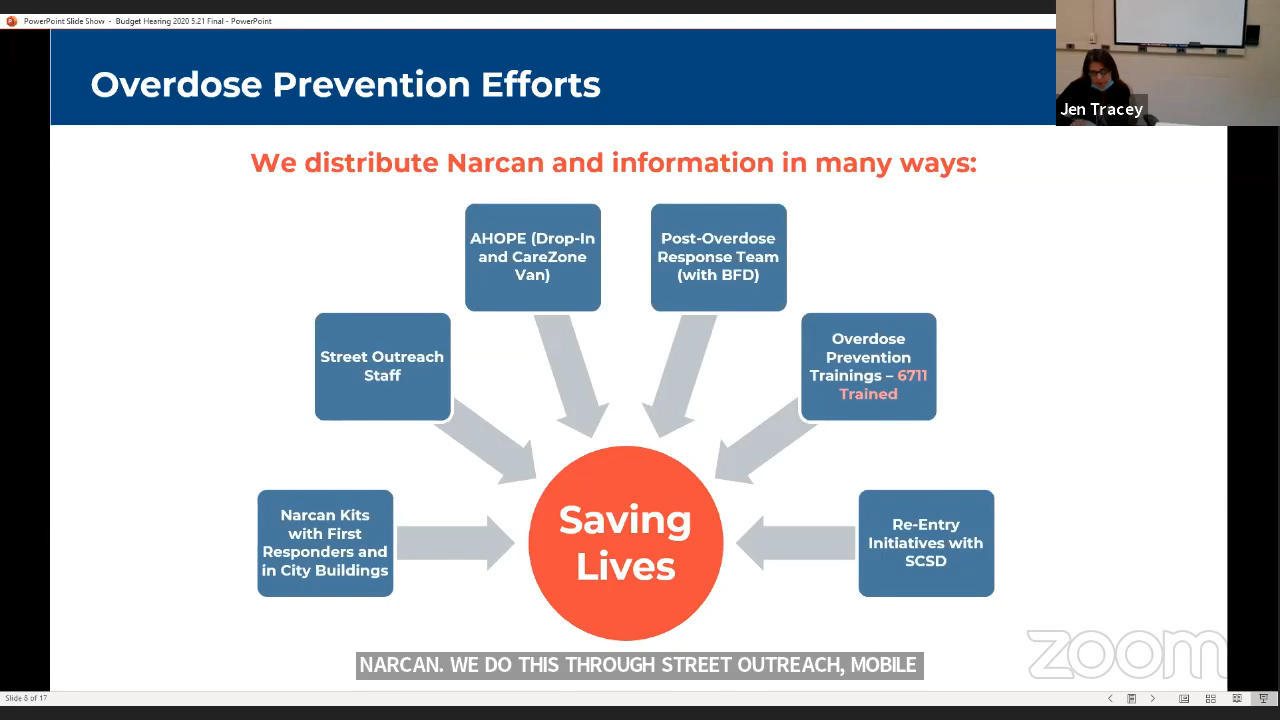 PowerPoint Slide Show - Budget Hearing 2020 5.21 Final - PowerPoint
Overdose Prevention Efforts
Jen Tracey
We distribute Narcan and information in many ways:
AHOPE (Drop-In
and CareZone
Van)
Post-Overdose
Response Team
(with BFD)
Street Outreach
Staff
Overdose
Prevention
Trainings – 6711
Trained
Narcan Kits
with First
Responders and
in City Buildings
Saving
Lives
Re-Entry
Initiatives with
SCSD
zoom
NARCAN. WE DO THIS THROUGH STREET OUTREACH, MOBILE
Slide 8 of 17